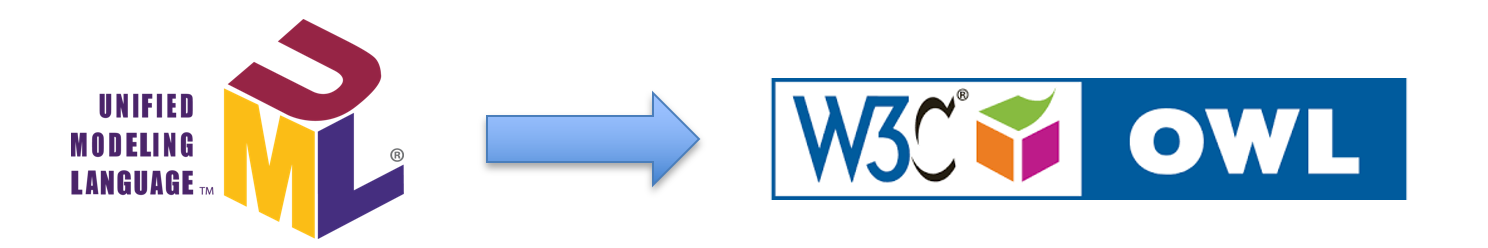 UNIFIED
MODELING
LANGUAGE TM
UML ®
W3C®
OWL